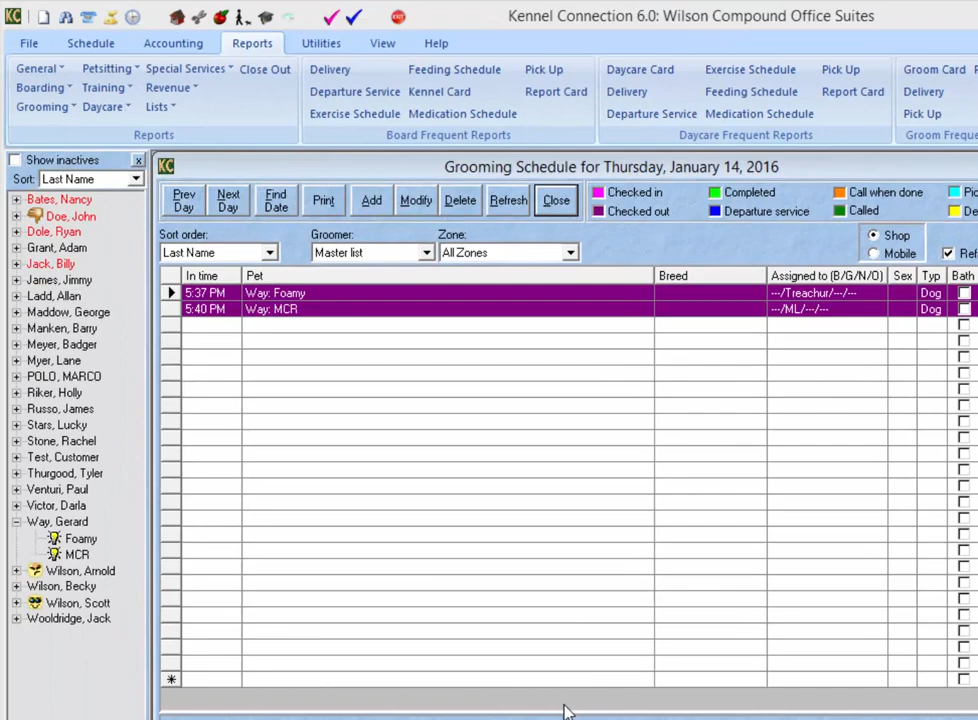 KC Kennel Connection 6.0: Wilson Compound Office Suites
File Schedule Accounting Reports Utilities View Help
General Petsitting Special Services Close Out
Boarding Training Revenue
Grooming Daycare Lists
Reports
Delivery Feeding Schedule Pick Up
Departure Service Kennel Card Report Card
Exercise Schedule Medication Schedule
Board Frequent Reports
Daycare Card Exercise Schedule Pick Up
Delivery Feeding Schedule Report Card
Departure Service Medication Schedule
Daycare Frequent Reports
Groom Card
Delivery
Pick Up
Groom Freque
Show inactives x
Sort: Last Name
Bates, Nancy
Doe, John
Dole, Ryan
Grant, Adam
Jack, Billy
James, Jimmy
Ladd, Allan
Maddow, George
Manken, Barry
Meyer, Badger
Myer, Lane
POLO, MARCO
Riker, Holly
Russo, James
Stars, Lucky
Stone, Rachel
Test, Customer
Thurgood, Tyler
Venturi, Paul
Victor, Darla
Way, Gerard
Foamy
MCR
Wilson, Arnold
Wilson, Becky
Wilson, Scott
Wooldridge, Jack
KC Grooming Schedule for Thursday, January 14, 2016
Prev Day Next Day Find Date Print Add Modify Delete Refresh Close
Checked in Completed Call when done Pic
Checked out Departure service Called De
Sort order: Groomer: Zone:
Last Name Master list All Zones
Shop
Mobile
Ref
In time Pet Breed Assigned to (B/G/N/O) Sex Typ Bath
5:37 PM Way: Foamy ---/Treachur/---/--- Dog
5:40 PM Way: MCR ---/ML/---/--- Dog